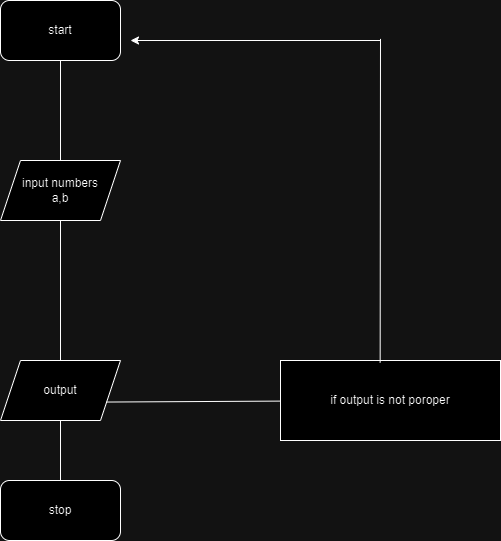 start
input numbers
a,b
output
if output is not poroper
stop